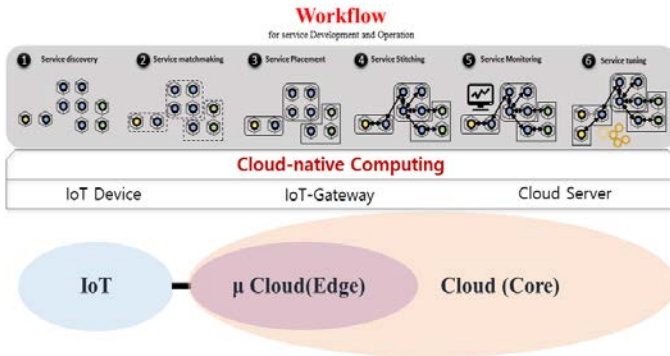 Workflow
for service Development and Operation
1 Service discovery
2 Service matchmaking
3 Service Placement
4 Service Stitching
5 Service Monitoring
6 Service tuning
Cloud-native Computing
IoT Device IoT-Gateway Cloud Server
IoT μ Cloud(Edge) Cloud (Core)